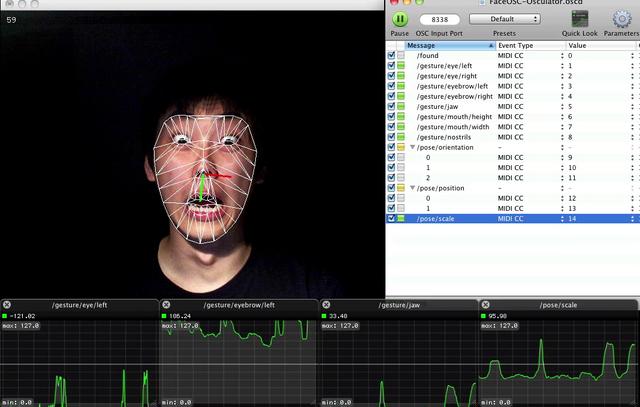 59
FaceOSC-Osculator.oscd
8338
Default
Pause
OSC Input Port
Presets
Quick Look
Parameters
Message Event Type Value
/found MIDI CC 0
/gesture/eye/left MIDI CC 1
/gesture/eye/right MIDI CC 2
/gesture/eyebrow/left MIDI CC 3
/gesture/eyebrow/right MIDI CC 4
/gesture/jaw MIDI CC 5
/gesture/mouth/height MIDI CC 6
/gesture/mouth/width MIDI CC 7
/gesture/nostrils MIDI CC 8
/pose/orientation - -
0 MIDI CC 9
1 MIDI CC 10
2 MIDI CC 11
/pose/position - -
0 MIDI CC 12
1 MIDI CC 13
/pose/scale MIDI CC 14
/gesture/eye/left
-121.02
max: 127.0
min: 0.0
/gesture/eyebrow/left
106.24
max: 127.0
min: 0.0
/gesture/jaw
33.40
max: 127.0
min: 0.0
/pose/scale
95.98
max: 127.0
min: 0.0